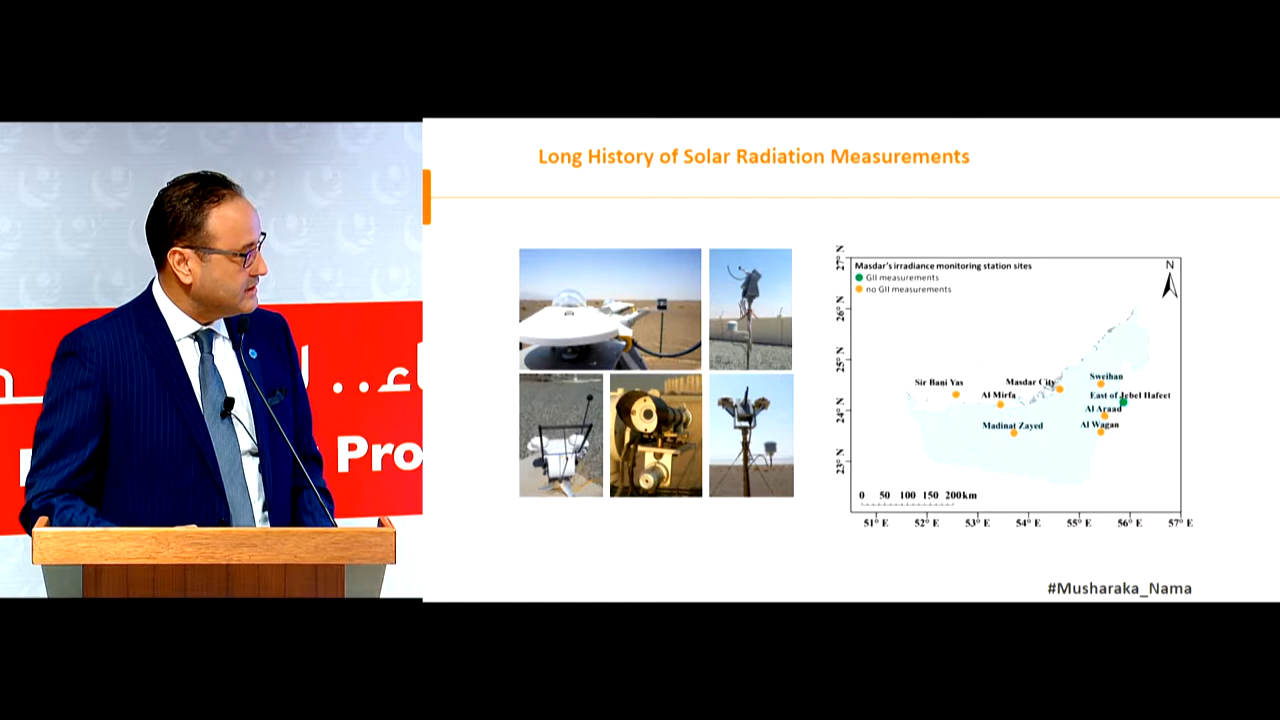 Pro
Long History of Solar Radiation Measurements
Masdar's irradiance monitoring station sites
GII measurements
no GII measurements
N
27° N
26° N
25° N
24° N
23° N
Sir Bani Yas
Masdar City
Al Mirfa
Madinat Zayed
Sweihan
East of Jebel Hafeet
Al Araad
Al Wagan
0 50 100 150 200km
51° E 52° E 53° E 54° E 55° E 56° E 57° E
#Musharaka_Nama